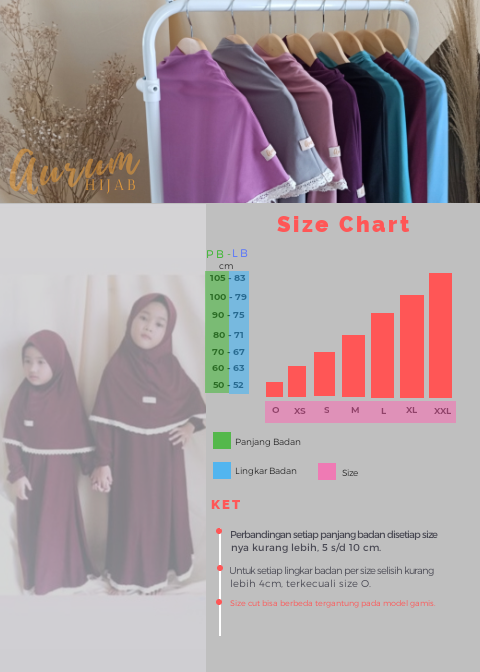 aurum
HIJAB
Size Chart
PB-LB
cm
105 - 83
100 - 79
90 - 75
80 - 71
70 - 67
60 - 63
50 - 52
O XS S M L XL XXL
Panjang Badan
Lingkar Badan
Size
KET
Perbandingan setiap panjang badan disetiap size
nya kurang lebih, 5 s/d 10 cm.
Untuk setiap lingkar badan per size selisih kurang
lebih 4cm, terkecuali size O.
Size cut bisa berbeda tergantung pada model gamis.